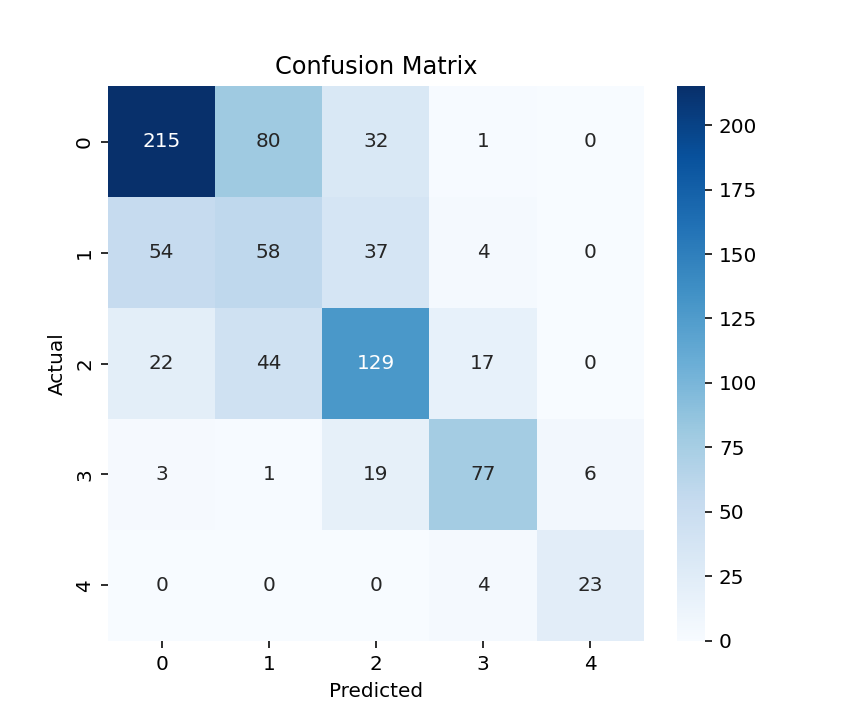 Confusion Matrix
0 215 80 32 1 0
1 54 58 37 4 0
2 22 44 129 17 0
3 3 1 19 77 6
4 0 0 0 4 23
0 1 2 3 4
Predicted
Actual
200
175
150
125
100
75
50
25
0